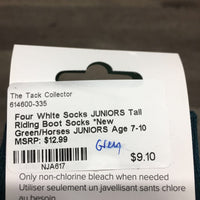 The Tack Collector
614600-335
Four White Socks JUNIORS Tall
Riding Boot Socks *New
Green/Horses JUNIORS Age 7-10
MSRP: $12.99
Grey
NJA617
$9.10
Only non-chlorine bleach when needed
Utiliser seulement un javellisant sans chlore
au besoin